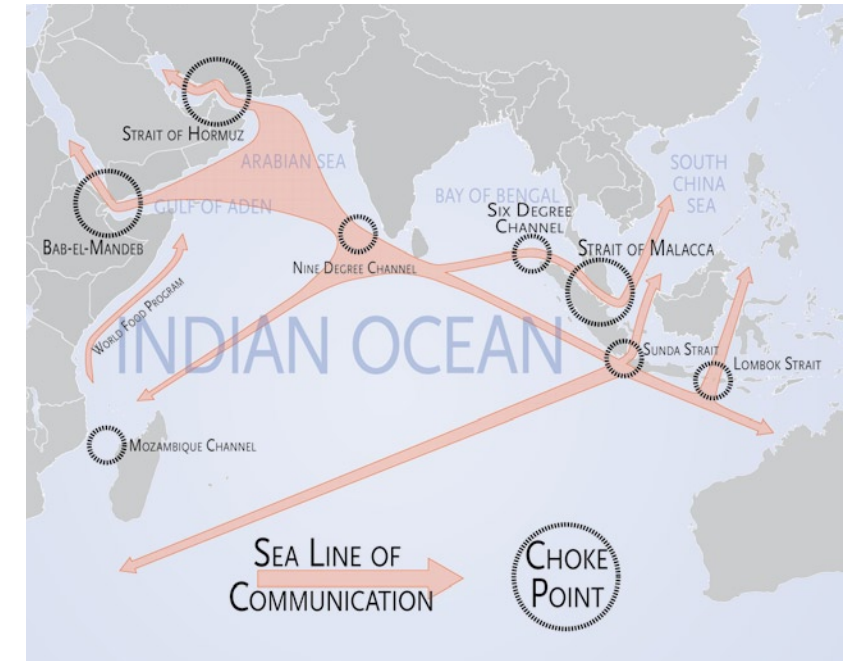 STRAIT OF HORMUZ
ARABIAN SEA
GULF OF ADEN
BAB-EL-MANDEB
WORLD FOOD PROGRAM
NINE DEGREE CHANNEL
BAY OF BENGAL
SIX DEGREE
CHANNEL
SOUTH
CHINA
SEA
STRAIT OF MALACCA
INDIAN OCEAN
SUNDA STRAIT
LOMBOK STRAIT
MOZAMBIQUE CHANNEL
SEA LINE OF
COMMUNICATION
CHOKE
POINT